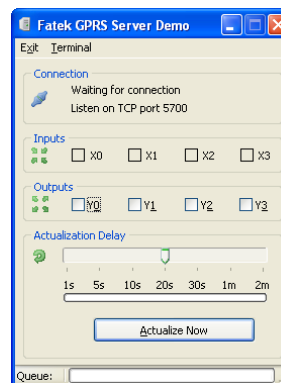 Fatek GPRS Server Demo
Exit Terminal
Connection
Waiting for connection
Listen on TCP port 5700
Inputs
X0 X1 X2 X3
Outputs
Y0 Y1 Y2 Y3
Actualization Delay
1s 5s 10s 20s 30s 1m 2m
Actualize Now
Queue: